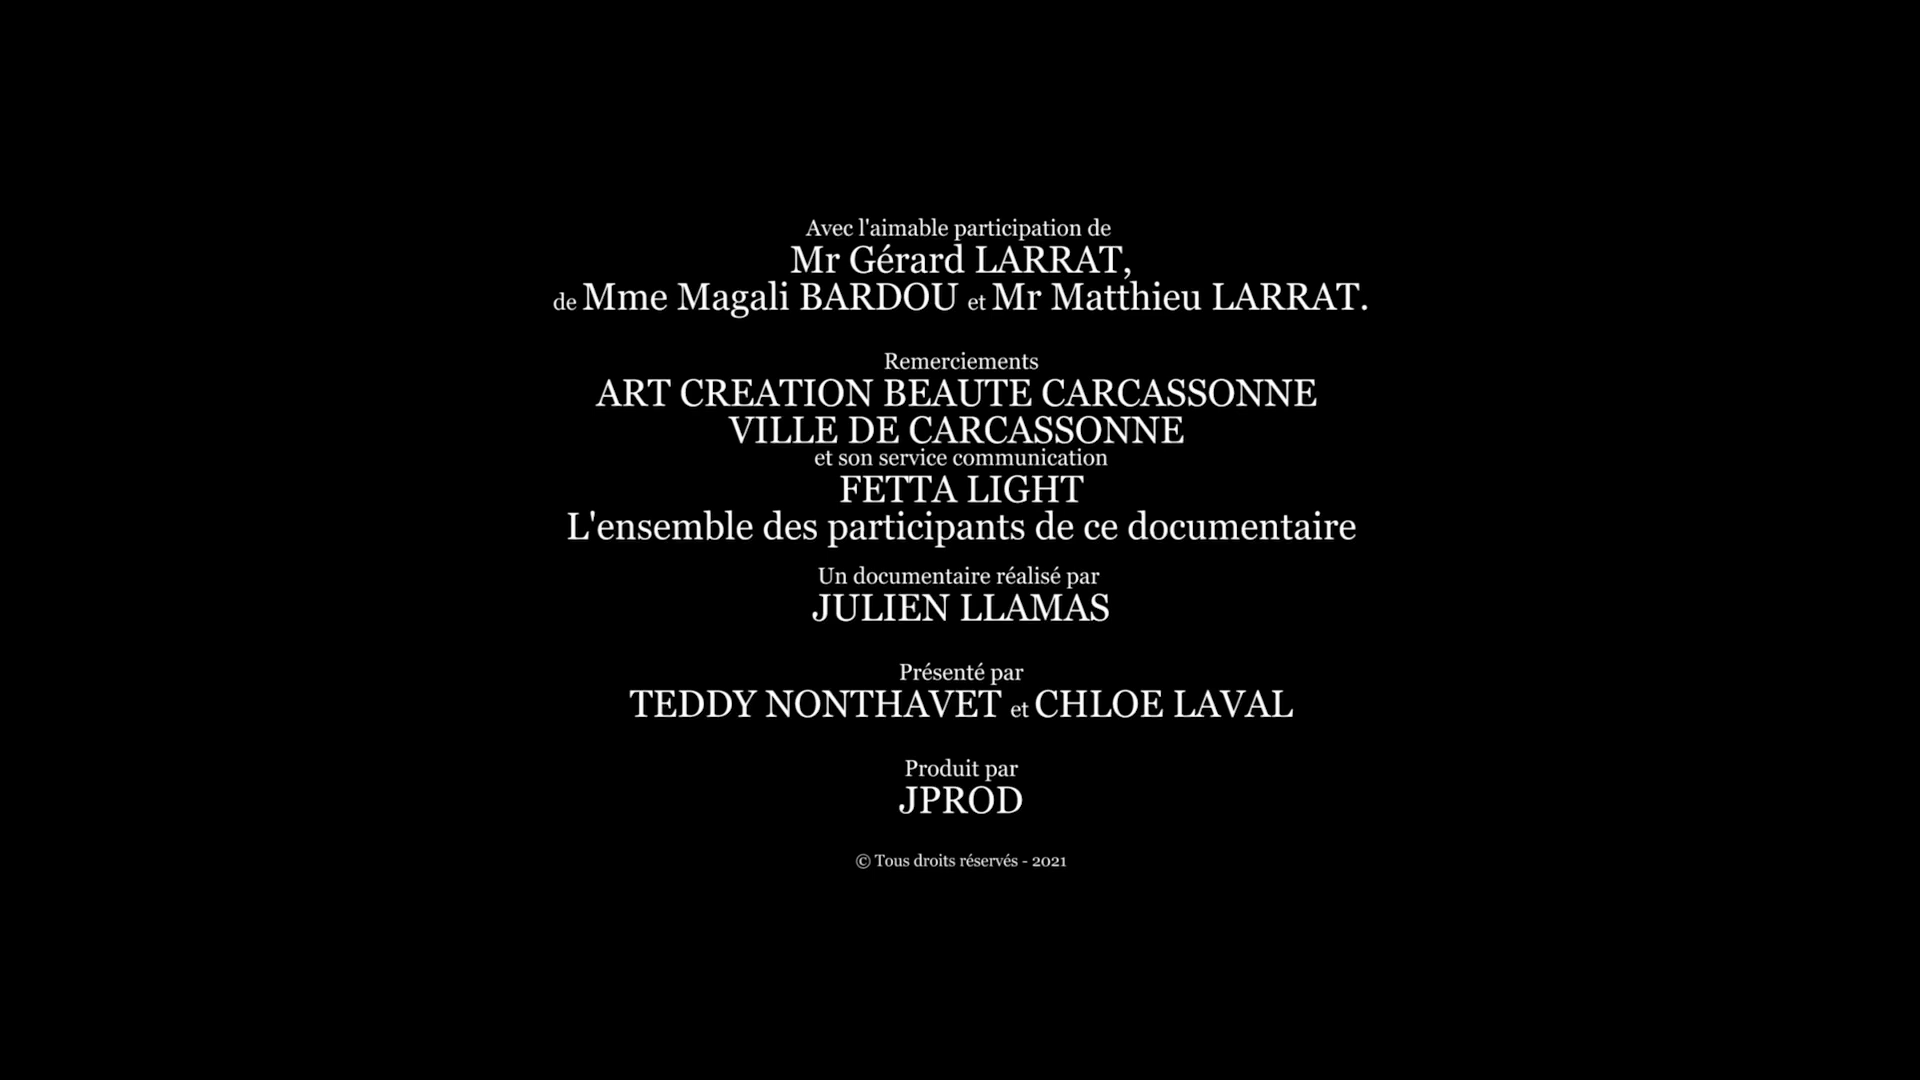 Avec l'aimable participation de
Mr Gérard LARRAT,
de Mme Magali BARDOU et Mr Matthieu LARRAT.
Remerciements
ART CREATION BEAUTE CARCASSONNE
VILLE DE CARCASSONNE
et son service communication
FETTA LIGHT
L'ensemble des participants de ce documentaire
Un documentaire réalisé par
JULIEN LLAMAS
Présenté par
TEDDY NONTHAVET et CHLOE LAVAL
Produit par
JPROD
© Tous droits réservés - 2021